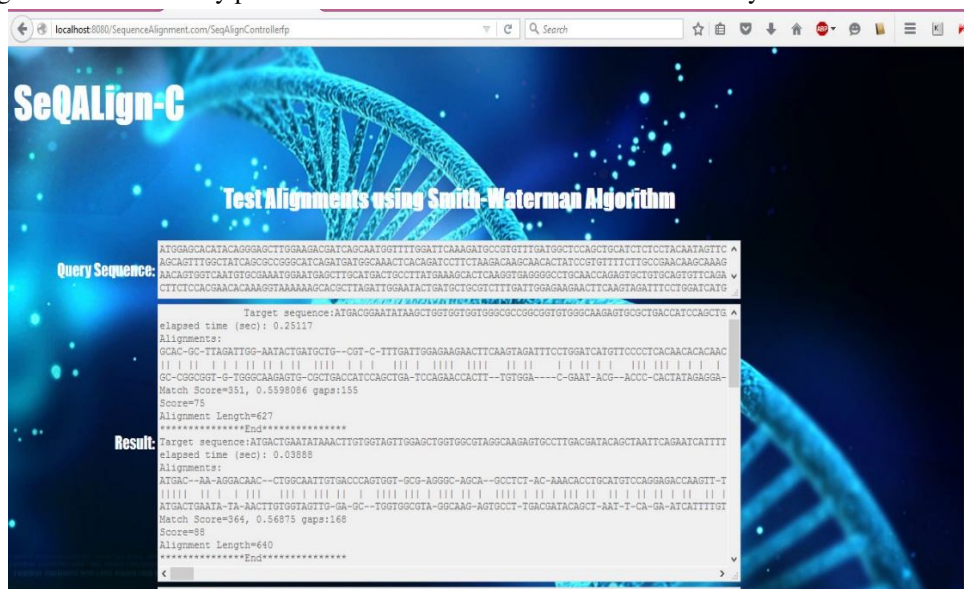 localhost:8080/SequenceAlignment.com/SeqAlignControllerfp
Search
SeQALign-C
Test Alignments using Smith-Waterman Algorithm
Query Sequence:
ATGGAGCACATACAGGGAGCTTGGAAGACGATCAGCAATGGTTTTGGATTCAAAGATGCCGTGTTTGATGGCTCCAGCTGCATCTCTCCTACAATAGTTC
AGCAGTTTGGCTATCAGCGCCGGGCATCAGATGATGGCAAACTCACAGATCCTTCTAAGACAAGCAACACTATCCGTGTTTTCTTGCCGAACAAGCAAAG
AACAGTGGTCAATGTGCGAAATGGAATGAGCTTGCATGACTGCCTTATGAAAGCACTCAAGGTGAGGGGCCTGCAACCAGAGTGCTGTGCAGTGTTCAGA
CTTCTCCACGAACACAAAGGTAAAAAAGCACGCTTAGATTGGAATACTGATGCTGCGTCTTTGATTGGAGAAGAACTTCAAGTAGATTTCCTGGATCATG
Target sequence:ATGACGGAATATAAGCTGGTGGTGGTGGGCGCCGGCGGTGTGGGCAAGAGTGCGCTGACCATCCAGCTG
elapsed time (sec): 0.25117
Alignments:
GCAC-GC-TTAGATTGG-AATACTGATGCTG--CGT-C-TTTGATTGGAGAAGAACTTCAAGTAGATTTCCTGGATCATGTTCCCCTCACAACACACAAC
GC-CGGCGGT-G-TGGGCAAGAGTG-CGCTGACCATCCAGCTGA-TCCAGAACCACTT--TGTGGA----C-GAAT-ACG--ACCC-CACTATAGAGGA-
Match Score=351, 0.5598086 gaps:155
Score=75
Alignment Length=627
***************End***************
Result:
Target sequence:ATGACTGAATATAAACTTGTGGTAGTTGGAGCTGGTGGCGTAGGCAAGAGTGCCTTGACGATACAGCTAATTCAGAATCATTTT
elapsed time (sec): 0.03888
Alignments:
ATGAC--AA-AGGACAAC--CTGGCAATTGTGACCCAGTGGT-GCG-AGGGC-AGCA--GCCTCT-AC-AAACACCTGCATGTCCAGGAGACCAAGTT-T
ATGACTGAATA-TA-AACTTGTGGTAGTTG-GA-GC--TGGTGGCGTA-GGCAAG-AGTGCCT-TGACGATACAGCT-AAT-T-CA-GA-ATCATTTTGT
Match Score=364, 0.56875 gaps:168
Score=88
Alignment Length=640
***************End***************